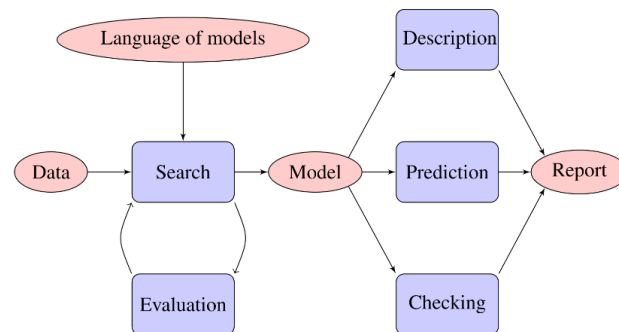 Language of models
Description
Data
Search
Model
Prediction
Report
Evaluation
Checking